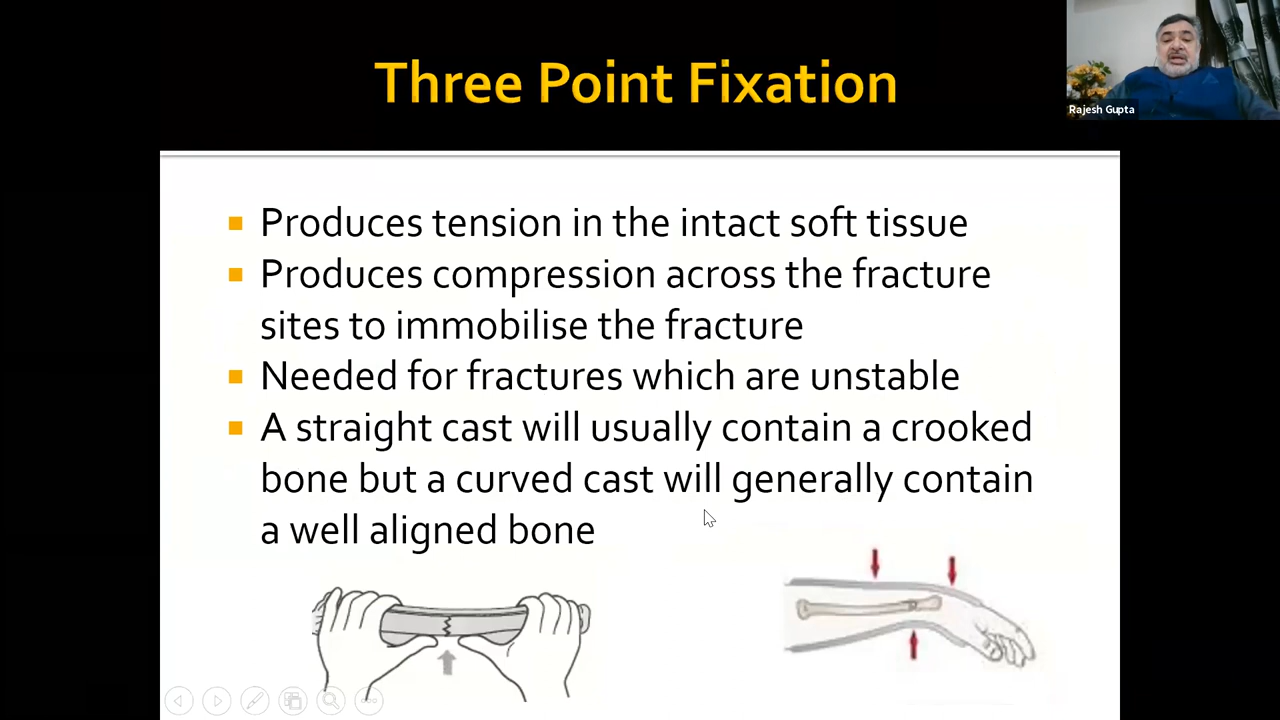 Three Point Fixation
Rajesh Gupta
Produces tension in the intact soft tissue
Produces compression across the fracture
sites to immobilise the fracture
Needed for fractures which are unstable
A straight cast will usually contain a crooked
bone but a curved cast will generally contain
a well aligned bone